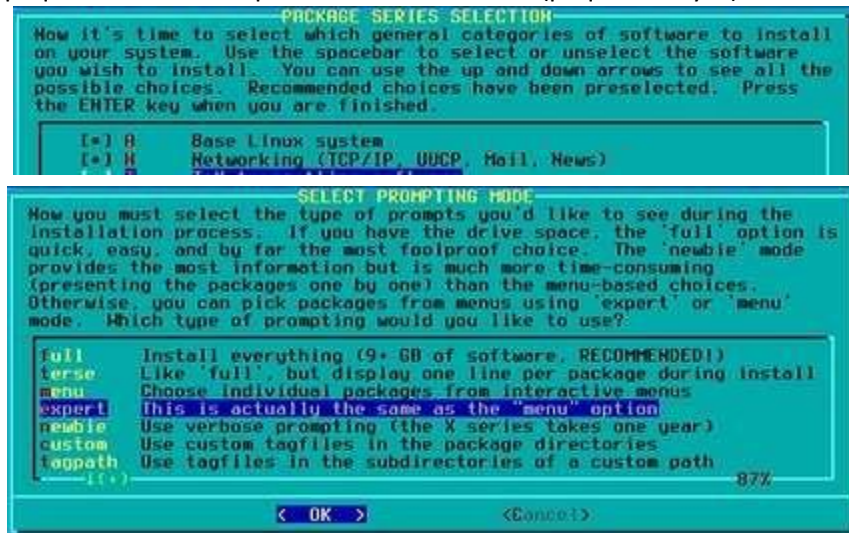 PACKAGE SERIES SELECTION
Now it's time to select which general categories of software to install
on your system. Use the spacebar to select or unselect the software
you wish to install. You can use the up and down arrows to see all the
possible choices. Recommended choices have been preselected. Press
the ENTER key when you are finished.
[*] A Base Linux system
[*] N Networking (TCP/IP, UUCP, Mail, News)
SELECT PROMPTING MODE
Now you must select the type of prompts you'd like to see during the
installation process. If you have the drive space, the 'full' option is
quick, easy, and by far the most foolproof choice. The 'newbie' mode
provides the most information but is much more time-consuming
(presenting the packages one by one) than the menu-based choices.
Otherwise, you can pick packages from menus using 'expert' or 'menu'
mode. Which type of prompting would you like to use?
full Install everything (9+ GB of software, RECOMMENDED!)
terse Like 'full', but display one line per package during install
menu Choose individual packages from interactive menus
expert This is actually the same as the "menu" option
newbie Use verbose prompting (the X series takes one year)
custom Use custom tagfiles in the package directories
tagpath Use tagfiles in the subdirectories of a custom path
87%
< OK > <Cancel>